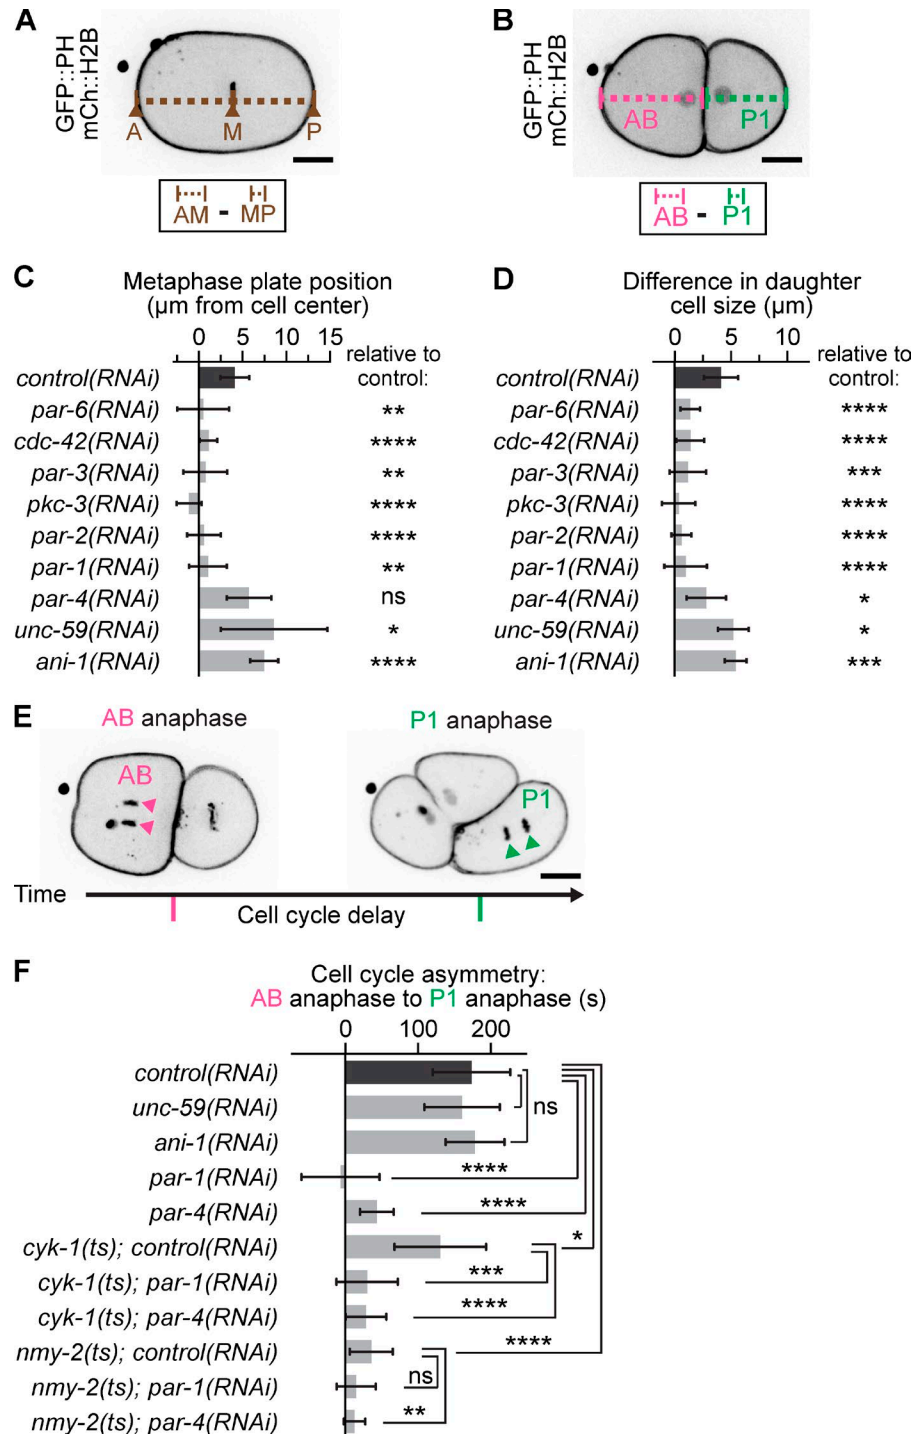 A
GFP::PH
mCh::H2B
A
M
P
AM - MP
B
GFP::PH
mCh::H2B
AB
P1
AB - P1
C
Metaphase plate position
(µm from cell center)
0 5 10 15
relative to
control:
control(RNAi)
par-6(RNAi) **
cdc-42(RNAi) ****
par-3(RNAi) **
pkc-3(RNAi) ****
par-2(RNAi) ****
par-1(RNAi) **
par-4(RNAi) ns
unc-59(RNAi) *
ani-1(RNAi) ****
D
Difference in daughter
cell size (µm)
0 5 10
relative to
control:
control(RNAi)
par-6(RNAi) ****
cdc-42(RNAi) ****
par-3(RNAi) ***
pkc-3(RNAi) ****
par-2(RNAi) ****
par-1(RNAi) ****
par-4(RNAi) *
unc-59(RNAi) *
ani-1(RNAi) ***
E
AB anaphase
P1 anaphase
AB
P1
Time
Cell cycle delay
F
Cell cycle asymmetry:
AB anaphase to P1 anaphase (s)
0 100 200
control(RNAi)
unc-59(RNAi) ns
ani-1(RNAi)
par-1(RNAi) ****
par-4(RNAi) ****
cyk-1(ts); control(RNAi) *
cyk-1(ts); par-1(RNAi) ***
cyk-1(ts); par-4(RNAi) ****
nmy-2(ts); control(RNAi) ****
nmy-2(ts); par-1(RNAi) ns
nmy-2(ts); par-4(RNAi) **